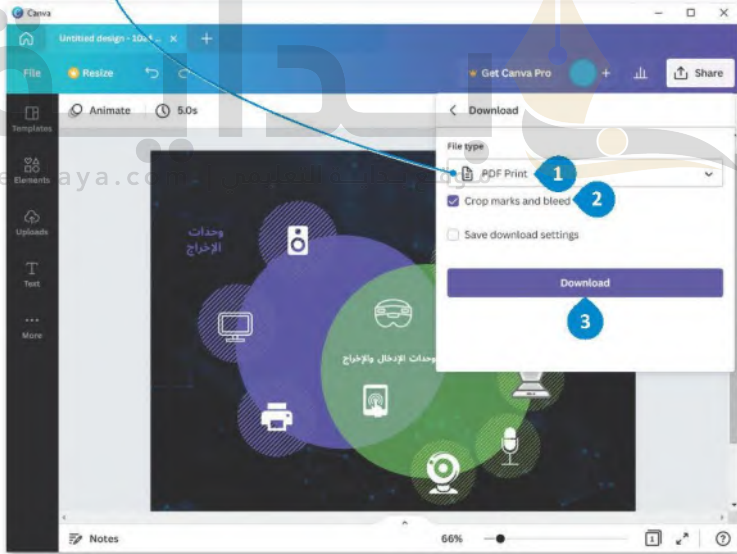 Canva
Untitled design - 1024 ...
File
Resize
Get Canva Pro
Share
Templates
Animate
5.0s
Download
File type
PDF Print
1
Crop marks and bleed
2
Save download settings
Download
3
Elements
Uploads
Text
More
وحدات
الإخراج
وحدات الإدخال والإخراج
Notes
66%
1